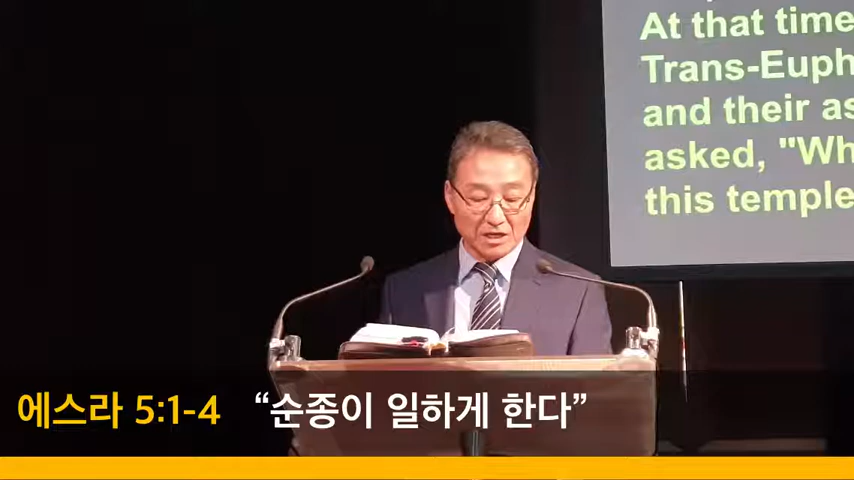 At that time
Trans-Euph
and their as
asked, "Wh
this temple
에스라 5:1-4 “순종이 일하게 한다”